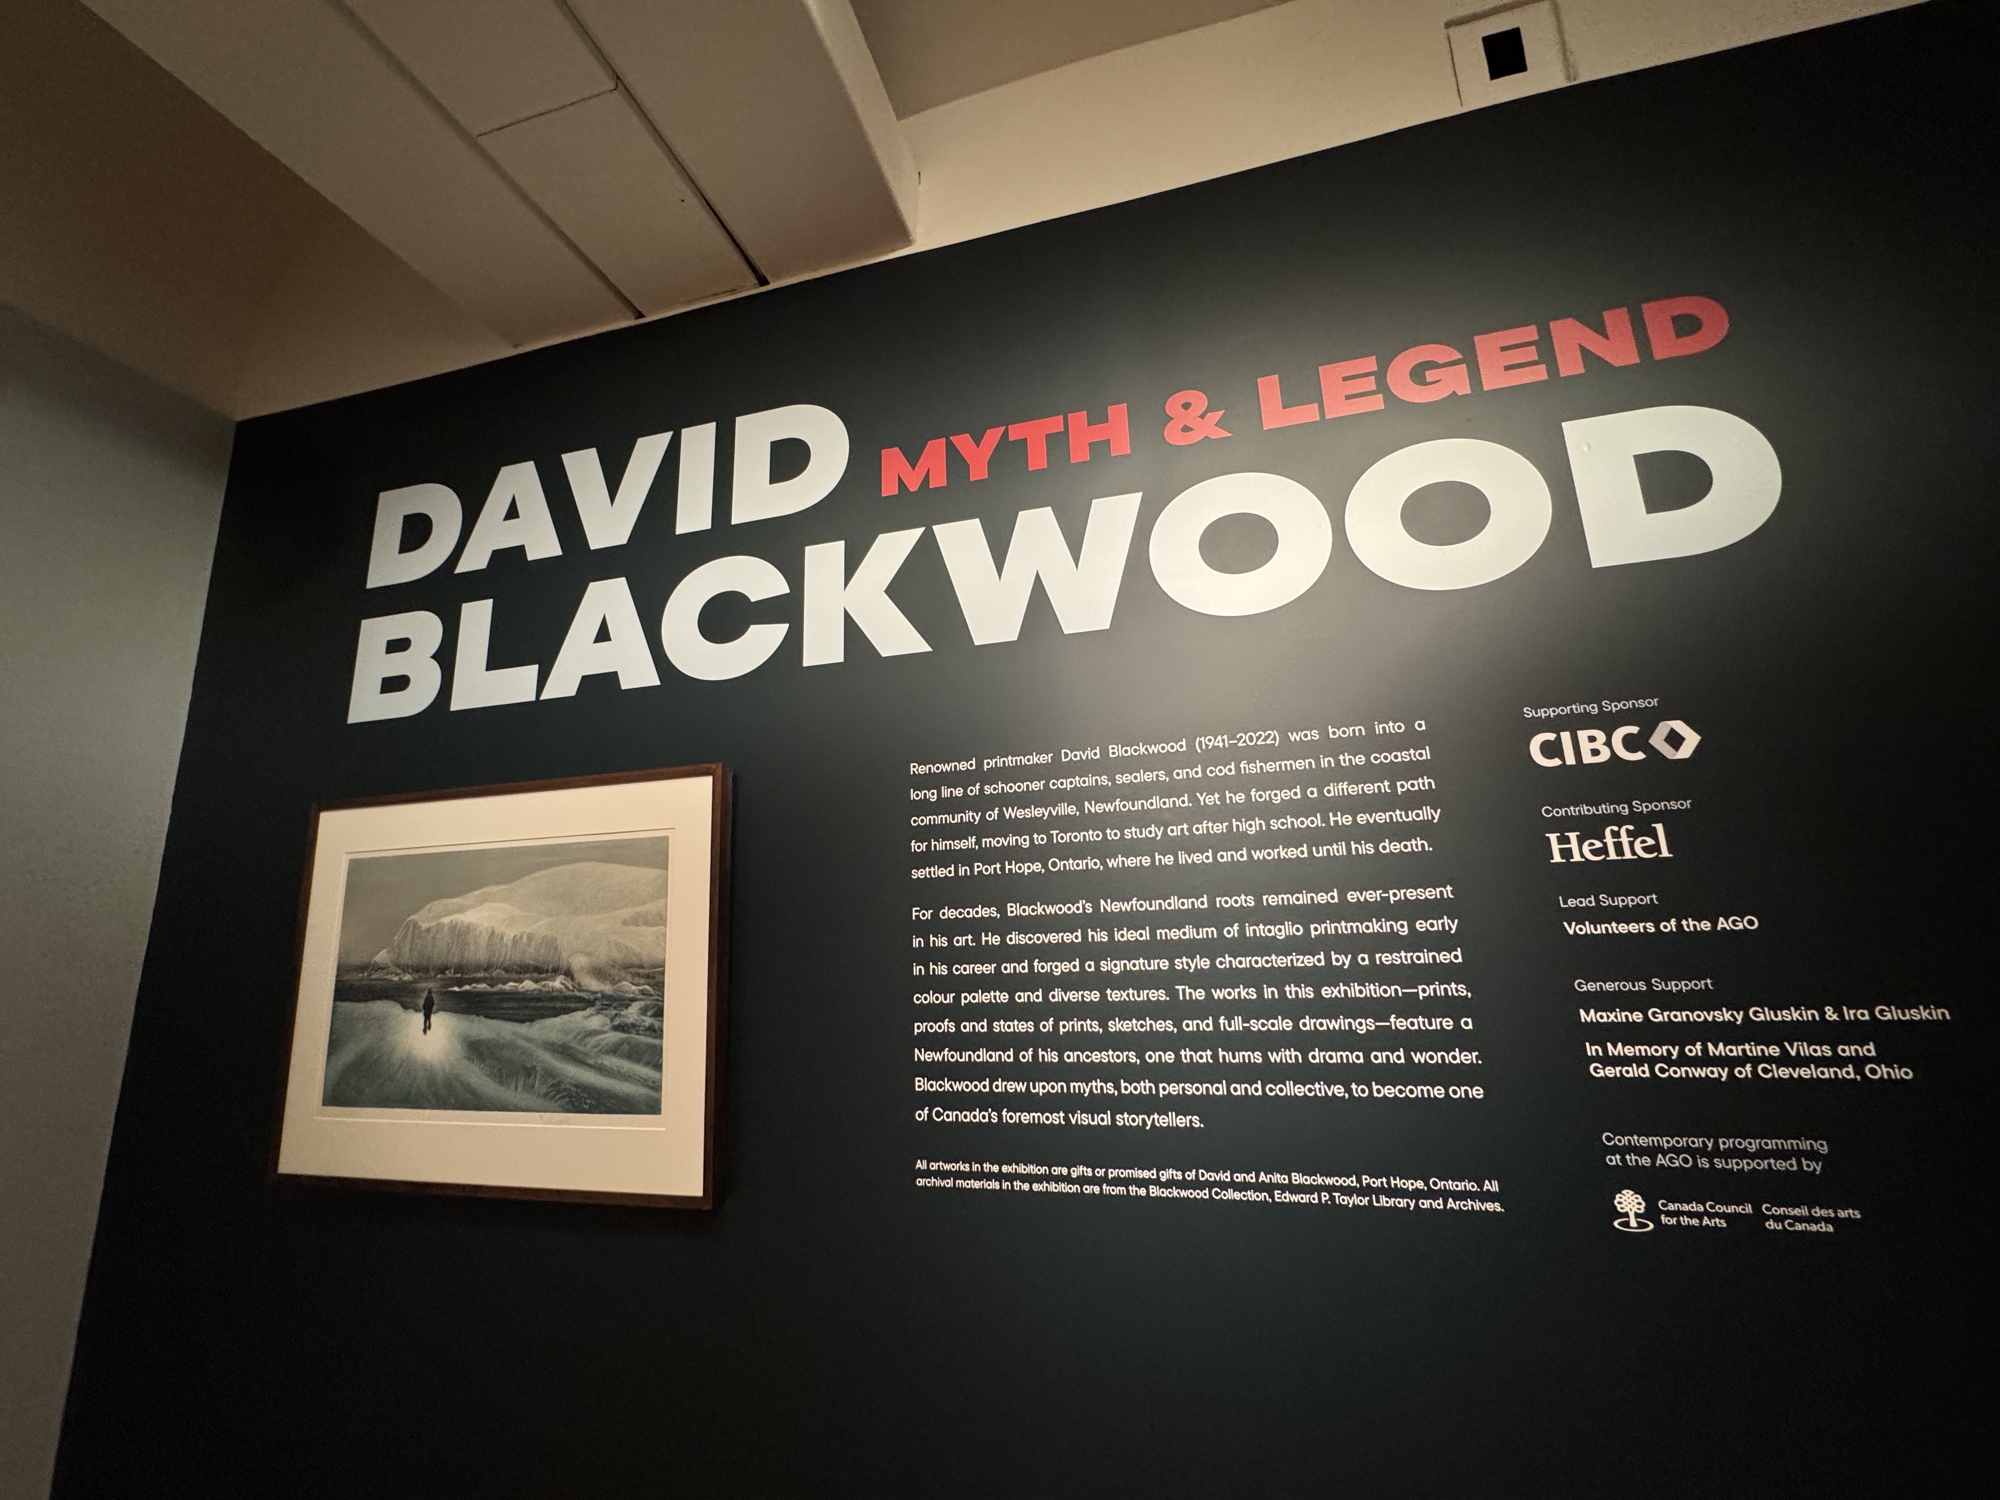 DAVID MYTH & LEGEND
BLACKWOOD
Renowned printmaker David Blackwood (1941–2022) was born into a
long line of schooner captains, sealers, and cod fishermen in the coastal
community of Wesleyville, Newfoundland. Yet he forged a different path
for himself, moving to Toronto to study art after high school. He eventually
settled in Port Hope, Ontario, where he lived and worked until his death.
For decades, Blackwood's Newfoundland roots remained ever-present
in his art. He discovered his ideal medium of intaglio printmaking early
in his career and forged a signature style characterized by a restrained
colour palette and diverse textures. The works in this exhibition—prints,
proofs and states of prints, sketches, and full-scale drawings—feature a
Newfoundland of his ancestors, one that hums with drama and wonder.
Blackwood drew upon myths, both personal and collective, to become one
of Canada's foremost visual storytellers.
All artworks in the exhibition are gifts or promised gifts of David and Anita Blackwood, Port Hope, Ontario. All
archival materials in the exhibition are from the Blackwood Collection, Edward P. Taylor Library and Archives.
Supporting Sponsor
CIBC
Contributing Sponsor
Heffel
Lead Support
Volunteers of the AGO
Generous Support
Maxine Granovsky Gluskin & Ira Gluskin
In Memory of Martine Vilas and
Gerald Conway of Cleveland, Ohio
Contemporary programming
at the AGO is supported by
Canada Council Conseil des arts
for the Arts du Canada